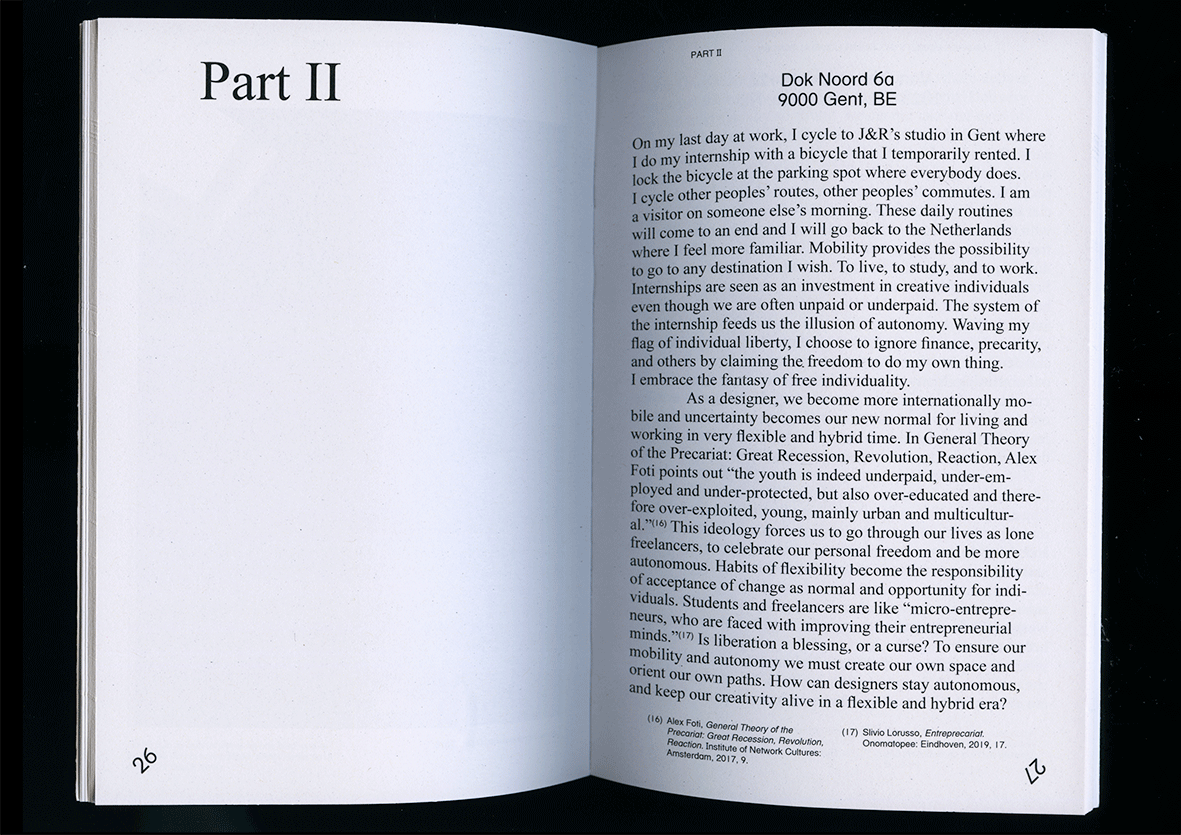 Part II
26
PART II
Dok Noord 6a
9000 Gent, BE
On my last day at work, I cycle to J&R’s studio in Gent where
I do my internship with a bicycle that I temporarily rented. I
lock the bicycle at the parking spot where everybody does.
I cycle other peoples’ routes, other peoples’ commutes. I am
a visitor on someone else’s morning. These daily routines
will come to an end and I will go back to the Netherlands
where I feel more familiar. Mobility provides the possibility
to go to any destination I wish. To live, to study, and to work.
Internships are seen as an investment in creative individuals
even though we are often unpaid or underpaid. The system of
the internship feeds us the illusion of autonomy. Waving my
flag of individual liberty, I choose to ignore finance, precarity,
and others by claiming the freedom to do my own thing.
I embrace the fantasy of free individuality.
As a designer, we become more internationally mo-
bile and uncertainty becomes our new normal for living and
working in very flexible and hybrid time. In General Theory
of the Precariat: Great Recession, Revolution, Reaction, Alex
Foti points out “the youth is indeed underpaid, under-em-
ployed and under-protected, but also over-educated and there-
fore over-exploited, young, mainly urban and multicultur-
al.”(16) This ideology forces us to go through our lives as lone
freelancers, to celebrate our personal freedom and be more
autonomous. Habits of flexibility become the responsibility
of acceptance of change as normal and opportunity for indi-
viduals. Students and freelancers are like “micro-entrepre-
neurs, who are faced with improving their entrepreneurial
minds.”(17) Is liberation a blessing, or a curse? To ensure our
mobility and autonomy we must create our own space and
orient our own paths. How can designers stay autonomous,
and keep our creativity alive in a flexible and hybrid era?
(16) Alex Foti, General Theory of the
Precariat: Great Recession, Revolution,
Reaction. Institute of Network Cultures:
Amsterdam, 2017, 9.
(17) Slivio Lorusso, Entreprecariat.
Onomatopee: Eindhoven, 2019, 17.
27